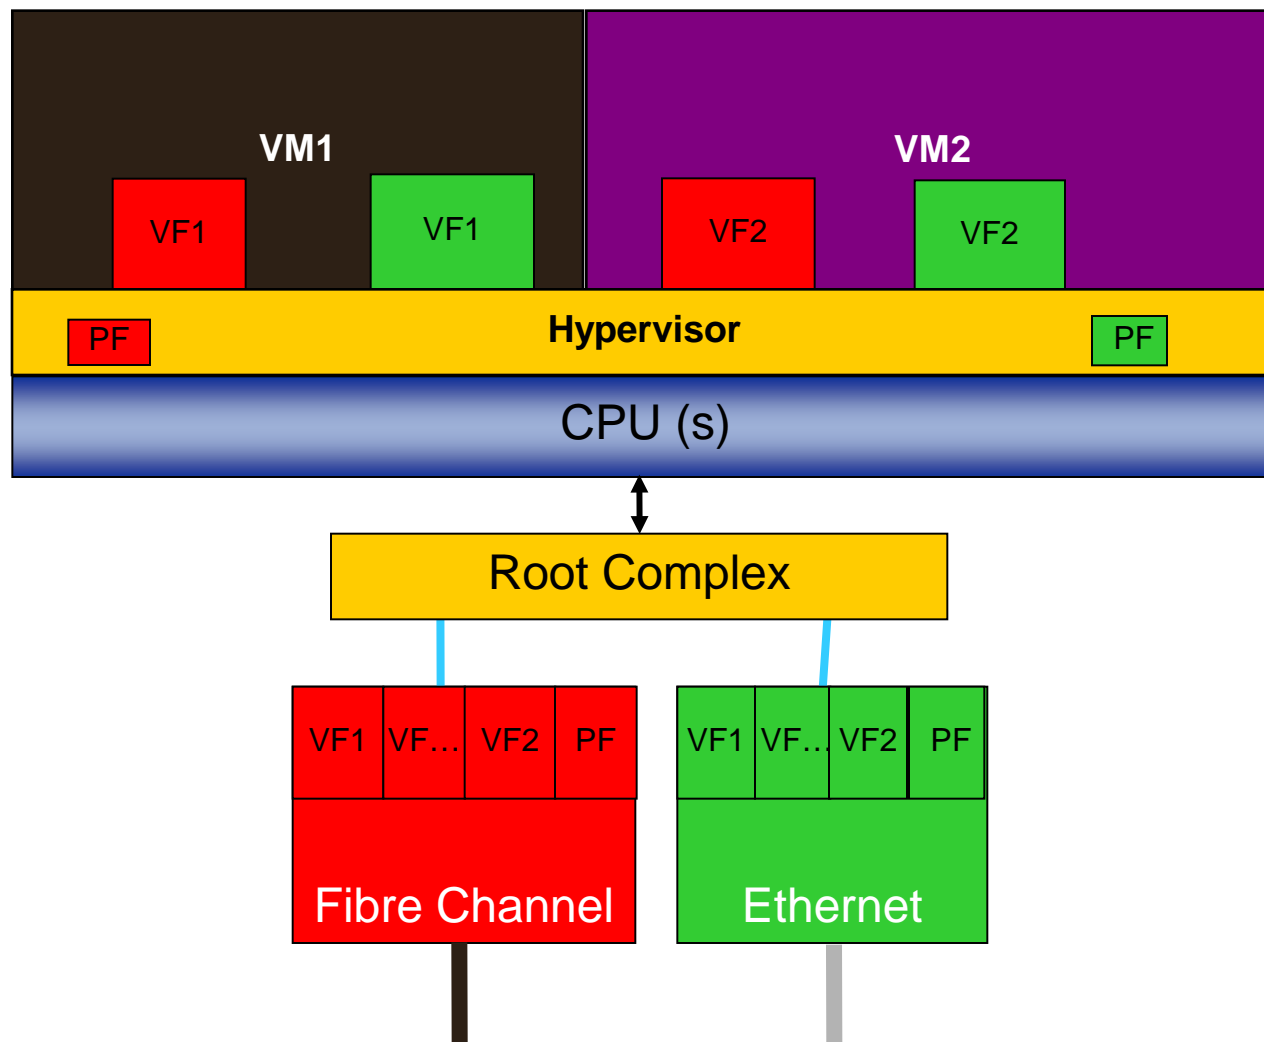 VM1
VM2
VF1
VF1
VF2
VF2
PF
Hypervisor
PF
CPU (s)
Root Complex
VF1
VF...
VF2
PF
VF1
VF...
VF2
PF
Fibre Channel
Ethernet